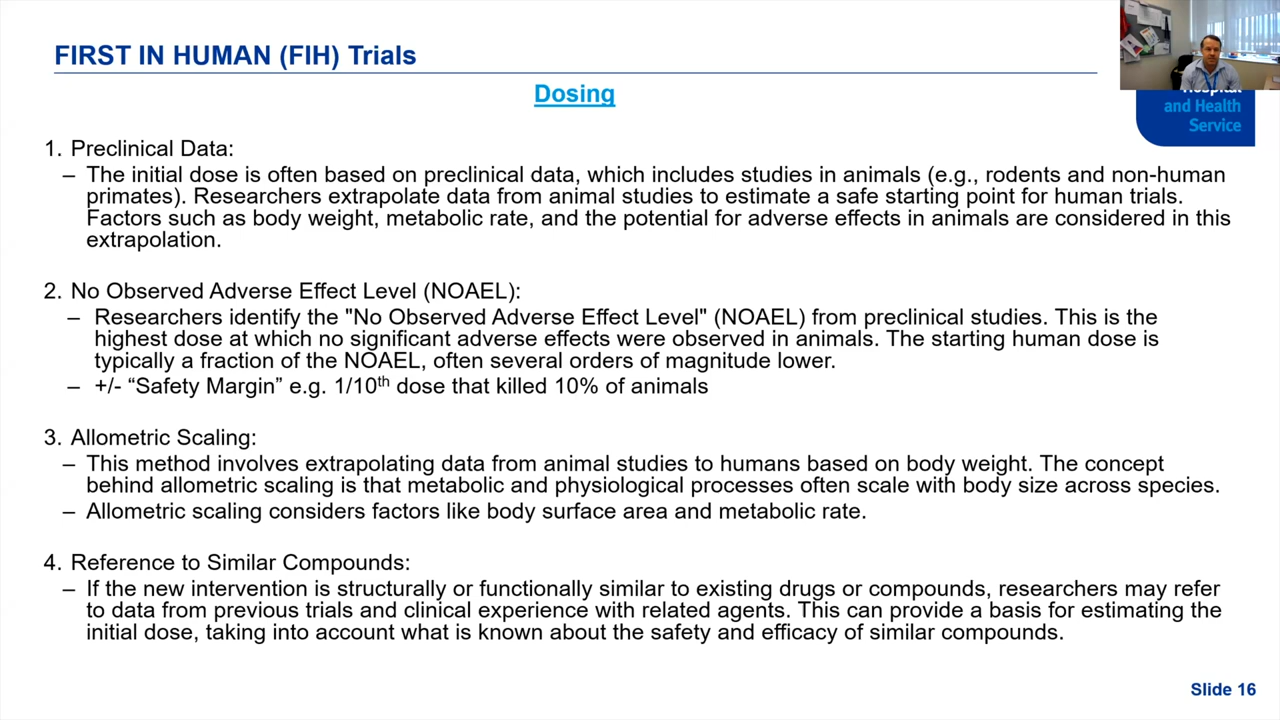 FIRST IN HUMAN (FIH) Trials
Dosing
Hospital
and Health
Service
1. Preclinical Data:
– The initial dose is often based on preclinical data, which includes studies in animals (e.g., rodents and non-human
primates). Researchers extrapolate data from animal studies to estimate a safe starting point for human trials.
Factors such as body weight, metabolic rate, and the potential for adverse effects in animals are considered in this
extrapolation.
2. No Observed Adverse Effect Level (NOAEL):
– Researchers identify the "No Observed Adverse Effect Level" (NOAEL) from preclinical studies. This is the
highest dose at which no significant adverse effects were observed in animals. The starting human dose is
typically a fraction of the NOAEL, often several orders of magnitude lower.
– +/- “Safety Margin” e.g. 1/10th dose that killed 10% of animals
3. Allometric Scaling:
– This method involves extrapolating data from animal studies to humans based on body weight. The concept
behind allometric scaling is that metabolic and physiological processes often scale with body size across species.
– Allometric scaling considers factors like body surface area and metabolic rate.
4. Reference to Similar Compounds:
– If the new intervention is structurally or functionally similar to existing drugs or compounds, researchers may refer
to data from previous trials and clinical experience with related agents. This can provide a basis for estimating the
initial dose, taking into account what is known about the safety and efficacy of similar compounds.
Slide 16